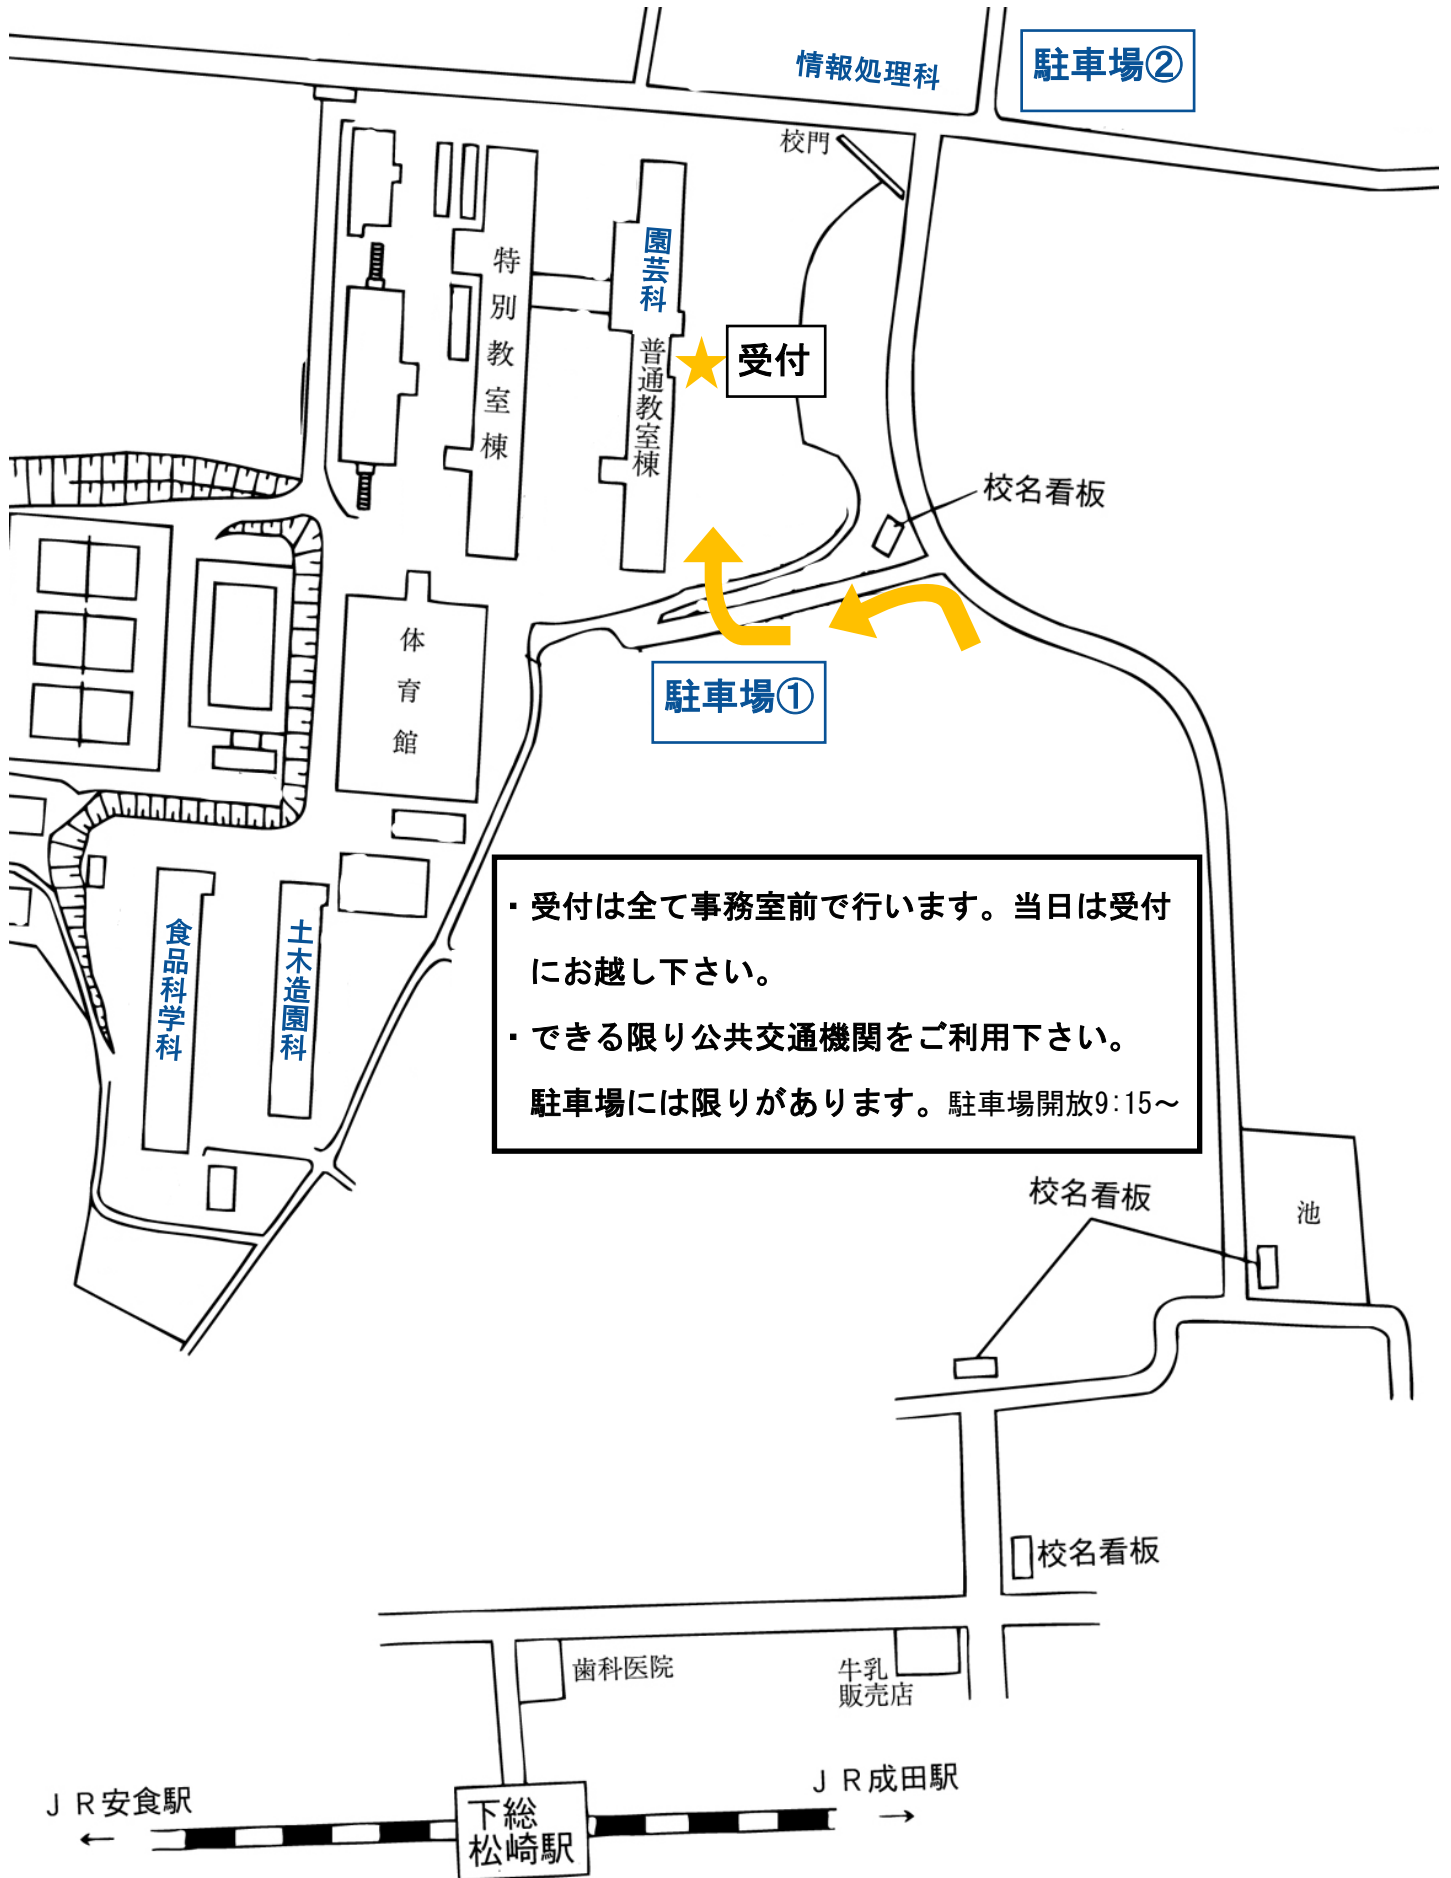 情報処理科
駐車場②
校門
特別教室棟
園芸科
普通教室棟
受付
校名看板
体育館
駐車場①
食品科学科
土木造園科
・受付は全て事務室前で行います。当日は受付
にお越し下さい。
・できる限り公共交通機関をご利用下さい。
駐車場には限りがあります。駐車場開放9:15～
校名看板
池
校名看板
歯科医院
牛乳
販売店
ＪＲ安食駅
←
ＪＲ成田駅
→
下総
松崎駅